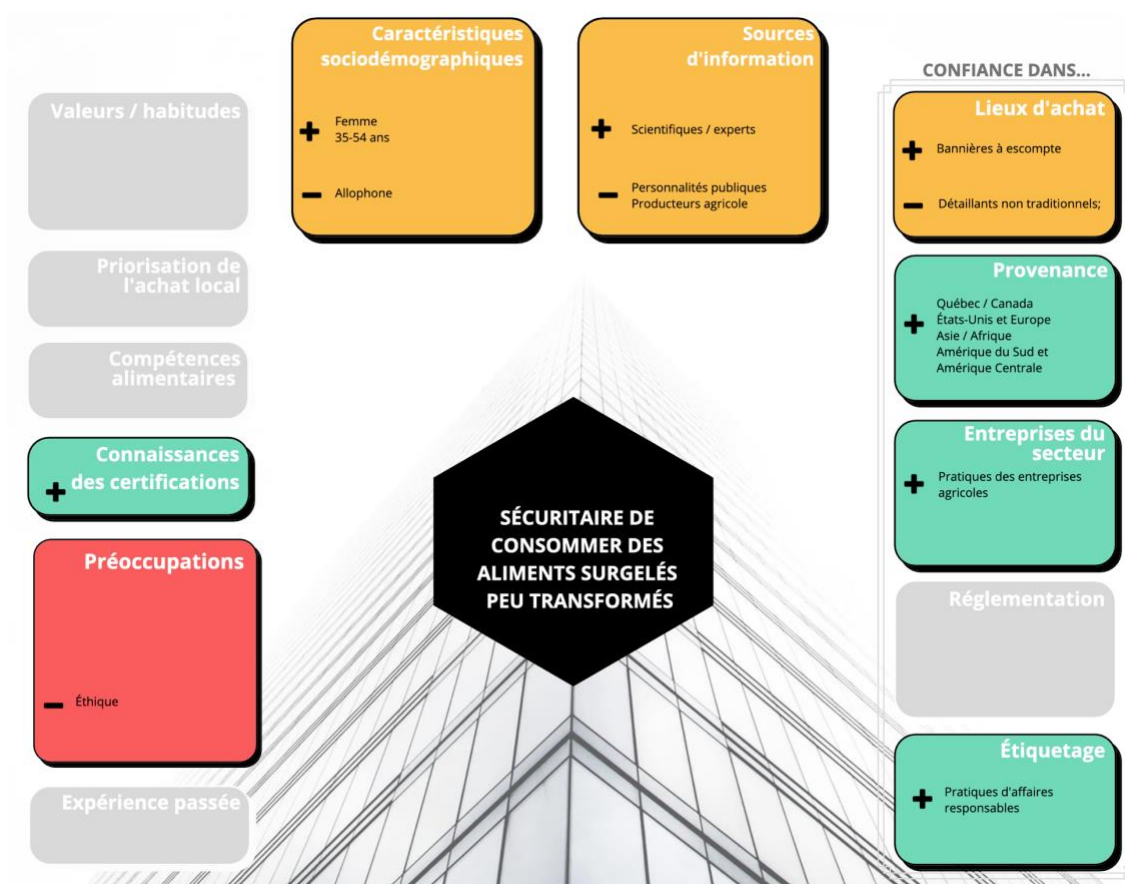 Caractéristiques
sociodémographiques
+ Femme
35-54 ans
− Allophone
Sources
d'information
+ Scientifiques / experts
− Personnalités publiques
Producteurs agricole
Valeurs / habitudes
Priorisation de
l'achat local
Compétences
alimentaires
Connaissances
+ des certifications
Préoccupations
− Éthique
Expérience passée
SÉCURITAIRE DE
CONSOMMER DES
ALIMENTS SURGELÉS
PEU TRANSFORMÉS
CONFIANCE DANS...
Lieux d'achat
+ Bannières à escompte
− Détaillants non traditionnels;
Provenance
Québec / Canada
+ États-Unis et Europe
Asie / Afrique
Amérique du Sud et
Amérique Centrale
Entreprises du
secteur
+ Pratiques des entreprises
agricoles
Réglementation
Étiquetage
+ Pratiques d'affaires
responsables